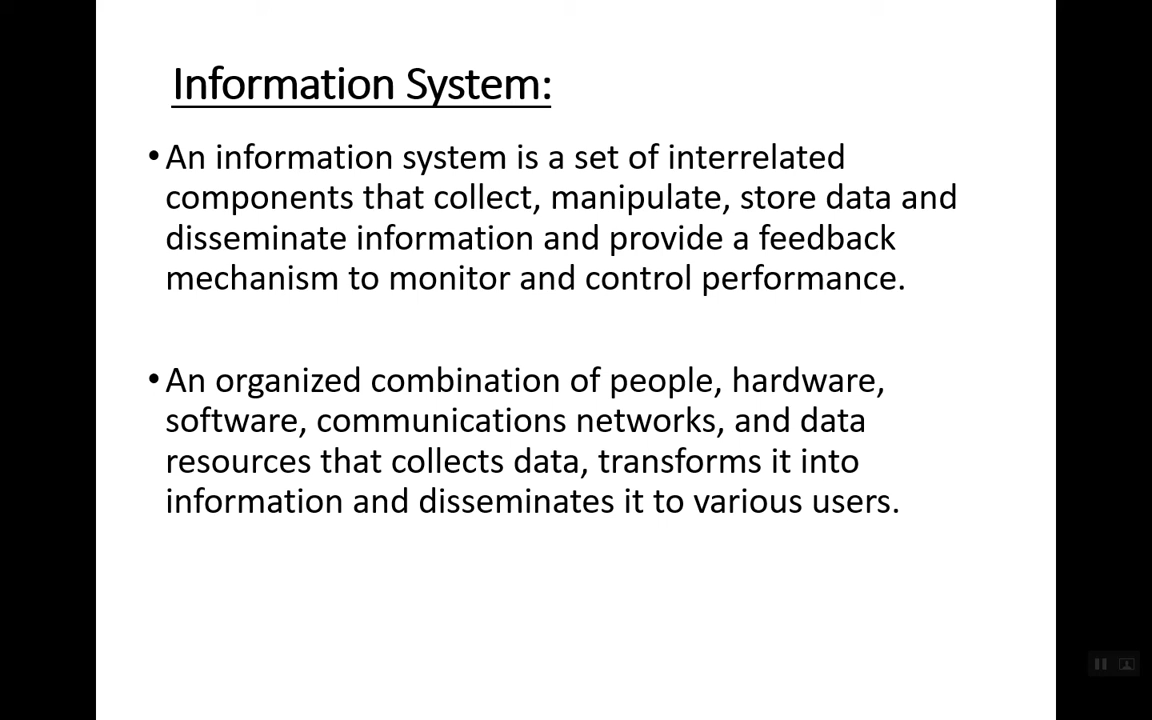 Information System:
•An information system is a set of interrelated
components that collect, manipulate, store data and
disseminate information and provide a feedback
mechanism to monitor and control performance.
•An organized combination of people, hardware,
software, communications networks, and data
resources that collects data, transforms it into
information and disseminates it to various users.